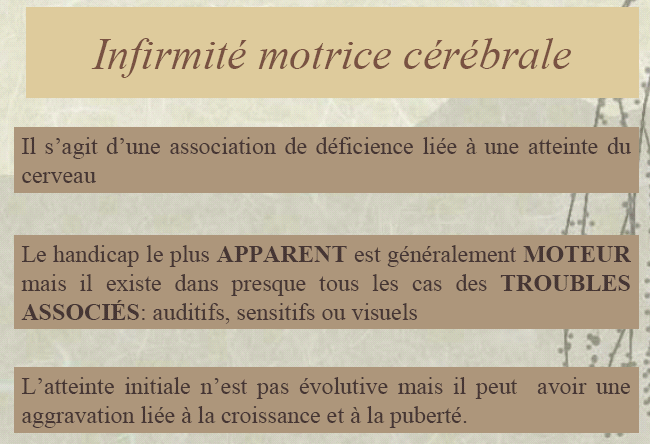 Infirmité motrice cérébrale
Il s’agit d’une association de déficience liée à une atteinte du
cerveau
Le handicap le plus APPARENT est généralement MOTEUR
mais il existe dans presque tous les cas des TROUBLES
ASSOCIÉS: auditifs, sensitifs ou visuels
L’atteinte initiale n’est pas évolutive mais il peut  avoir une
aggravation liée à la croissance et à la puberté.